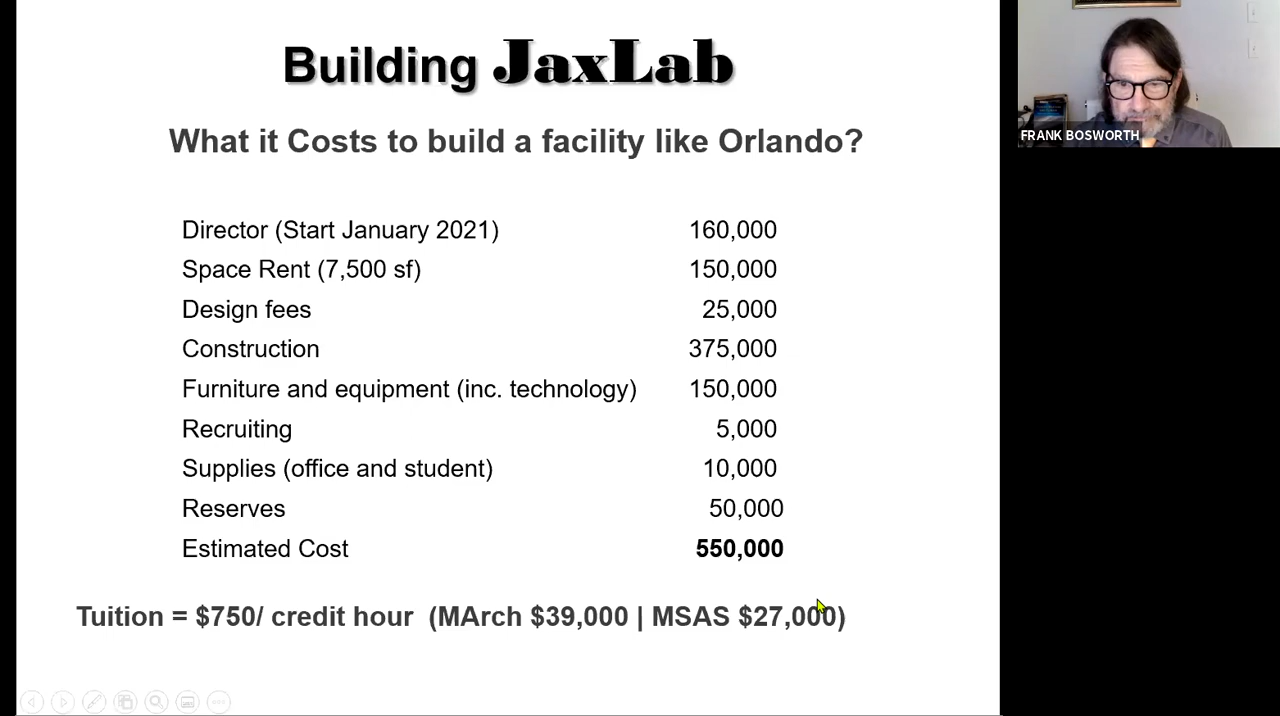 Building JaxLab
What it Costs to build a facility like Orlando?
Director (Start January 2021) 160,000
Space Rent (7,500 sf) 150,000
Design fees 25,000
Construction 375,000
Furniture and equipment (inc. technology) 150,000
Recruiting 5,000
Supplies (office and student) 10,000
Reserves 50,000
Estimated Cost 550,000
Tuition = $750/ credit hour (MArch $39,000 | MSAS $27,000)
FRANK BOSWORTH